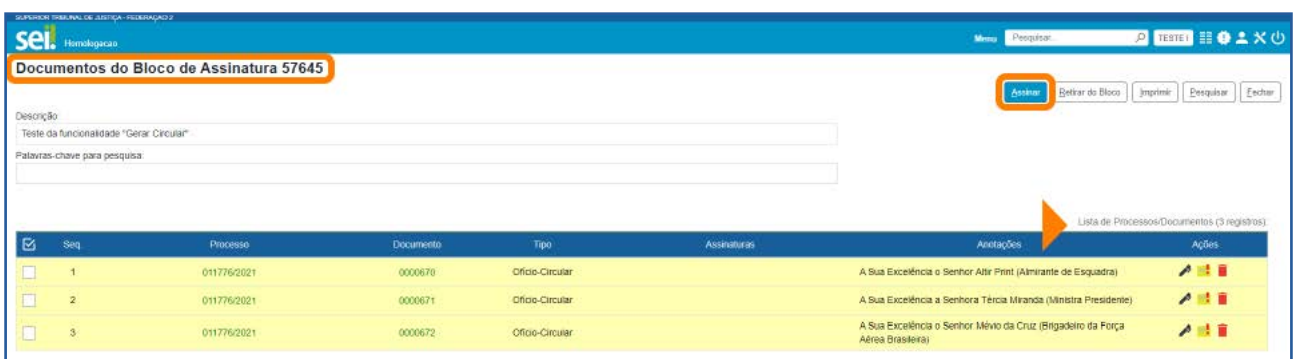 SUPERIOR TRIBUNAL DE JUSTIÇA - FEDERAÇÃO 2
sei. Homologacao
Menu Pesquisar... TESTE I
Documentos do Bloco de Assinatura 57645
Assinar Retirar do Bloco Imprimir Pesquisar Fechar
Descrição
Teste da funcionalidade "Gerar Circular"
Palavras-chave para pesquisa
Lista de Processos/Documentos (3 registros)
Seq. Processo Documento Tipo Assinaturas Anotações Ações
1 011776/2021 0000670 Ofício-Circular A Sua Excelência o Senhor Altir Print (Almirante de Esquadra)
2 011776/2021 0000671 Ofício-Circular A Sua Excelência a Senhora Tércia Miranda (Ministra Presidente)
3 011776/2021 0000672 Ofício-Circular A Sua Excelência o Senhor Mévio da Cruz (Brigadeiro da Força
Aérea Brasileira)